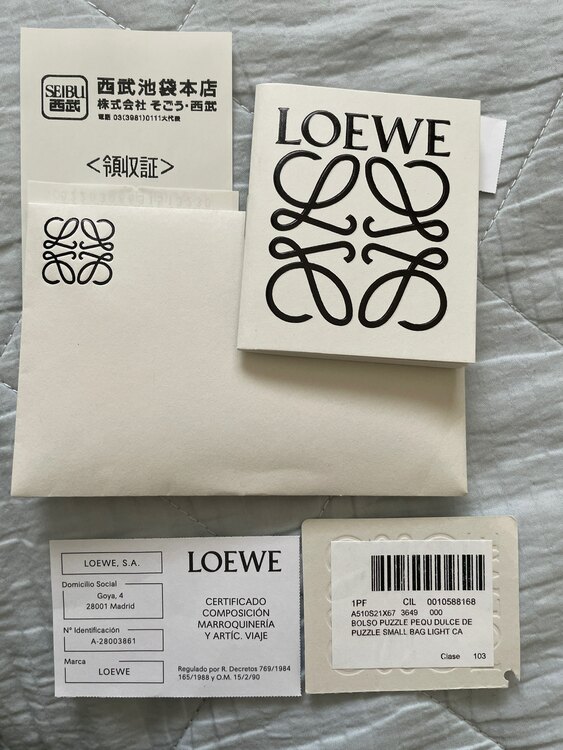 SEIBU
西武
西武池袋本店
株式会社 そごう・西武
電話 03(3981)0111大代表
<領収証>
LOEWE
LOEWE, S.A.
Domicilio Social
Goya, 4
28001 Madrid
Nº Identificación
A-28003861
Marca
LOEWE
LOEWE
CERTIFICADO
COMPOSICIÓN
MARROQUINERÍA
Y ARTÍC. VIAJE
Regulado por R. Decretos 769/1984
165/1988 y O.M. 15/2/90
1PF CIL 0010588168
A510S21X67 3649 000
BOLSO PUZZLE PEQU DULCE DE
PUZZLE SMALL BAG LIGHT CA
Clase 103